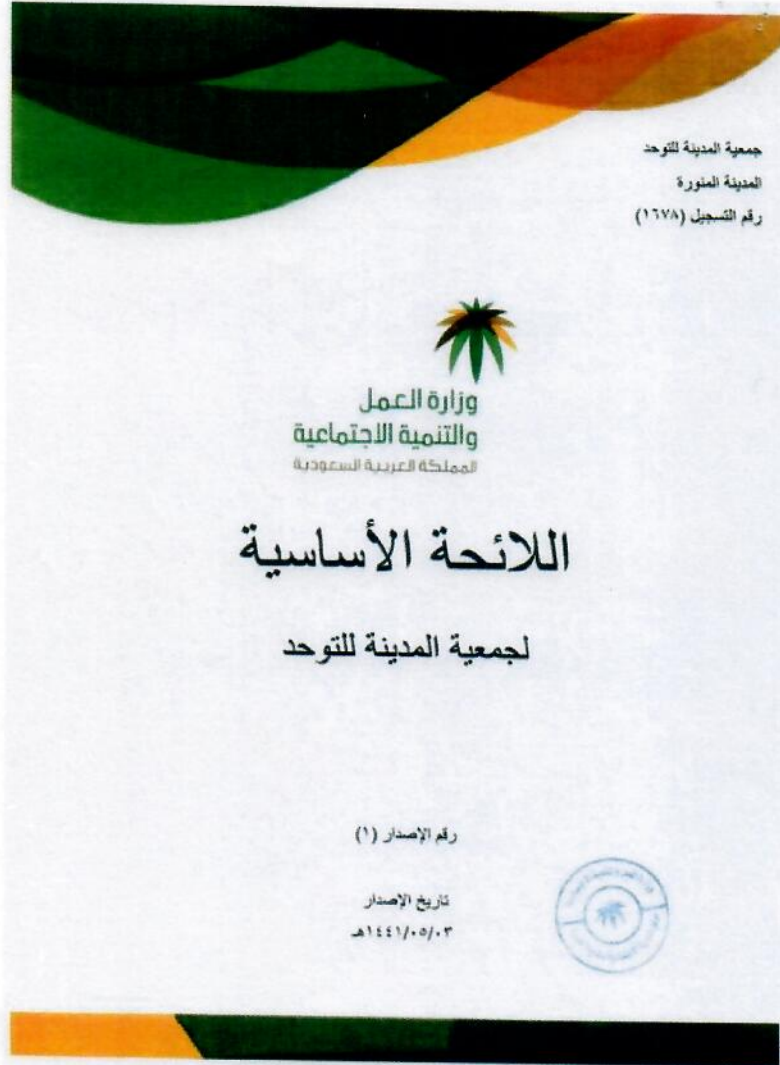 جمعية المدينة للتوحد
المدينة المنورة
رقم التسجيل (١٦٧٨)
وزارة العمل
والتنمية الاجتماعية
المملكة العربية السعودية
اللائحة الأساسية
لجمعية المدينة للتوحد
رقم الإصدار (١)
تاريخ الإصدار
١٤٤١/٠٥/٠٣هـ